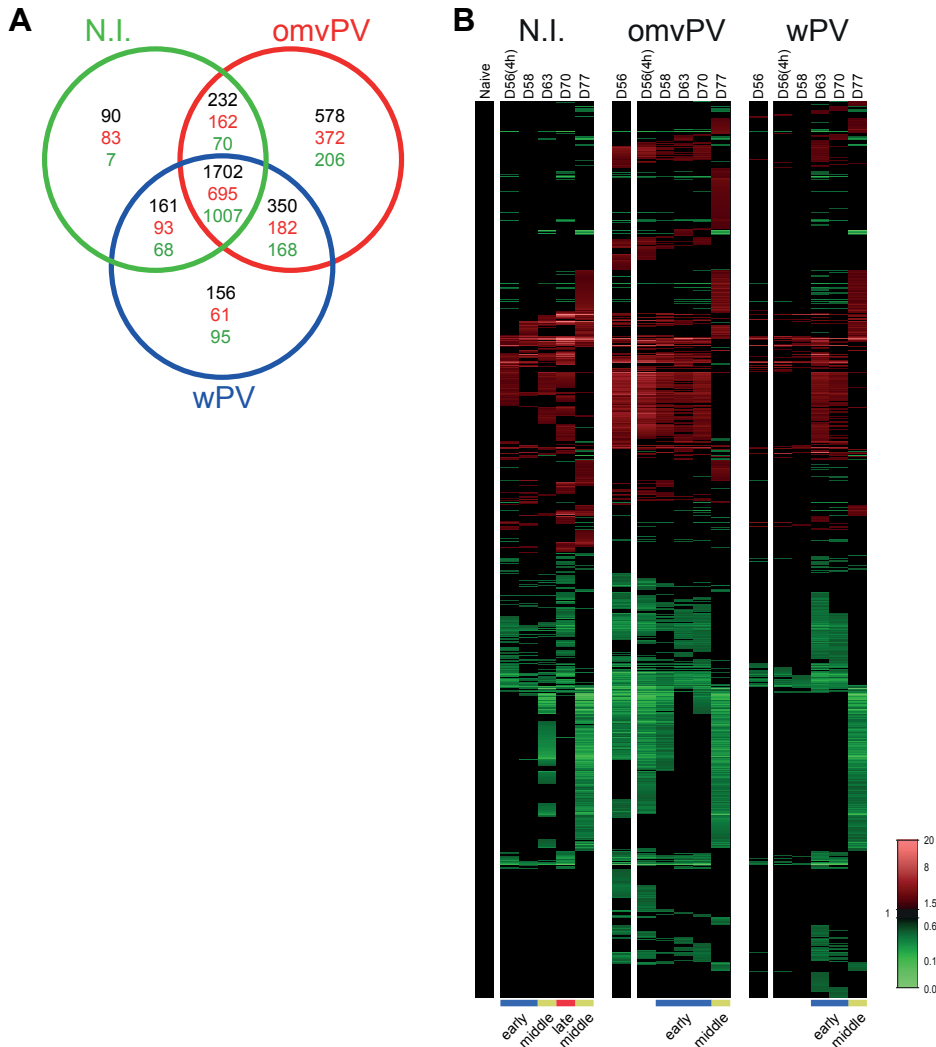 A
N.I.
omvPV
90
83
7
232
162
70
578
372
206
1702
695
1007
161
93
68
350
182
168
156
61
95
wPV
B
N.I.
omvPV
wPV
Naive
D56(4h)
D58
D63
D70
D77
D56
D56(4h)
D58
D63
D70
D77
D56
D56(4h)
D58
D63
D70
D77
20
8
1.5
1
0.6
0.1
0.0
early
middle
late
middle
early
middle
early
middle